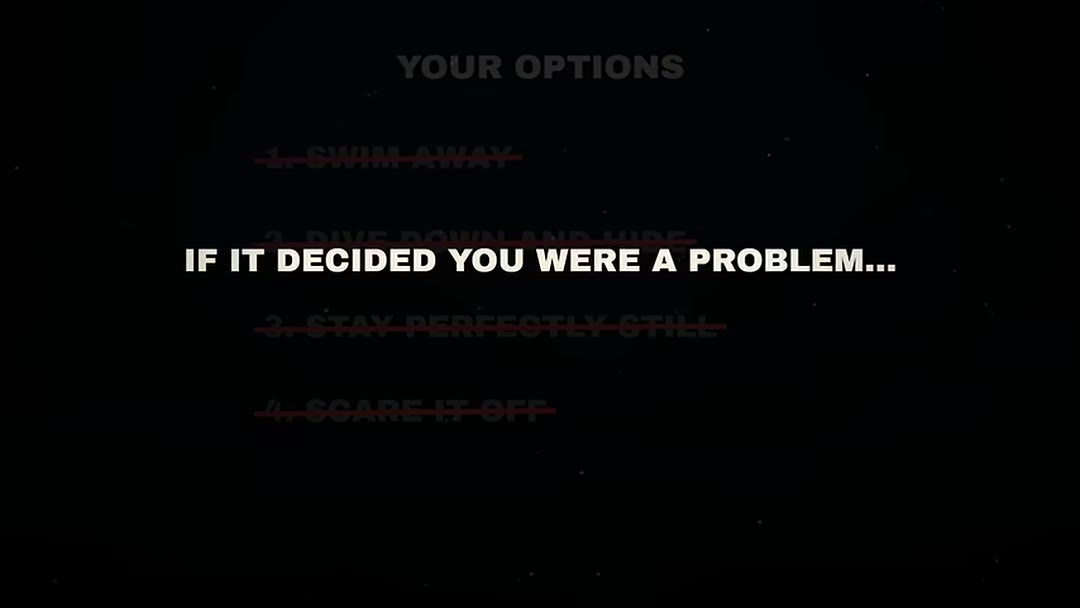 YOUR OPTIONS
1. SWIM AWAY
2. DIVE DOWN AND HIDE
IF IT DECIDED YOU WERE A PROBLEM...
3. STAY PERFECTLY STILL
4. SCARE IT OFF